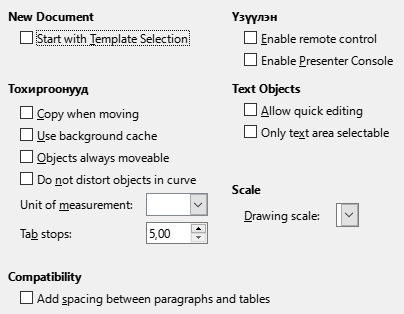 New Document
Start with Template Selection
Үзүүлэн
Enable remote control
Enable Presenter Console
Тохиргоонууд
Copy when moving
Use background cache
Objects always moveable
Do not distort objects in curve
Unit of measurement:
Tab stops: 5,00
Text Objects
Allow quick editing
Only text area selectable
Scale
Drawing scale:
Compatibility
Add spacing between paragraphs and tables